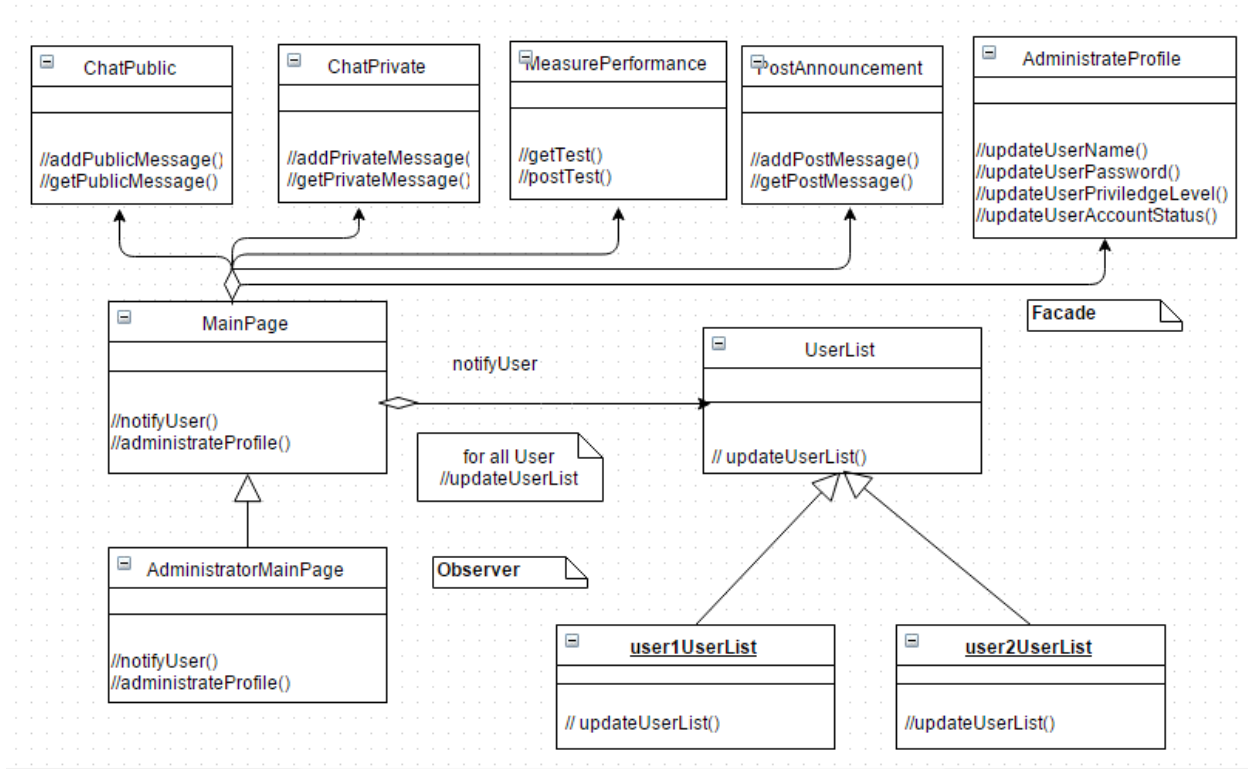 ChatPublic
//addPublicMessage()
//getPublicMessage()
ChatPrivate
//addPrivateMessage(
//getPrivateMessage()
MeasurePerformance
//getTest()
//postTest()
PostAnnouncement
//addPostMessage()
//getPostMessage()
AdministrateProfile
//updateUserName()
//updateUserPassword()
//updateUserPriviledgeLevel()
//updateUserAccountStatus()
MainPage
//notifyUser()
//administrateProfile()
notifyUser
for all User
//updateUserList
Facade
UserList
// updateUserList()
AdministratorMainPage
//notifyUser()
//administrateProfile()
Observer
user1UserList
// updateUserList()
user2UserList
//updateUserList()